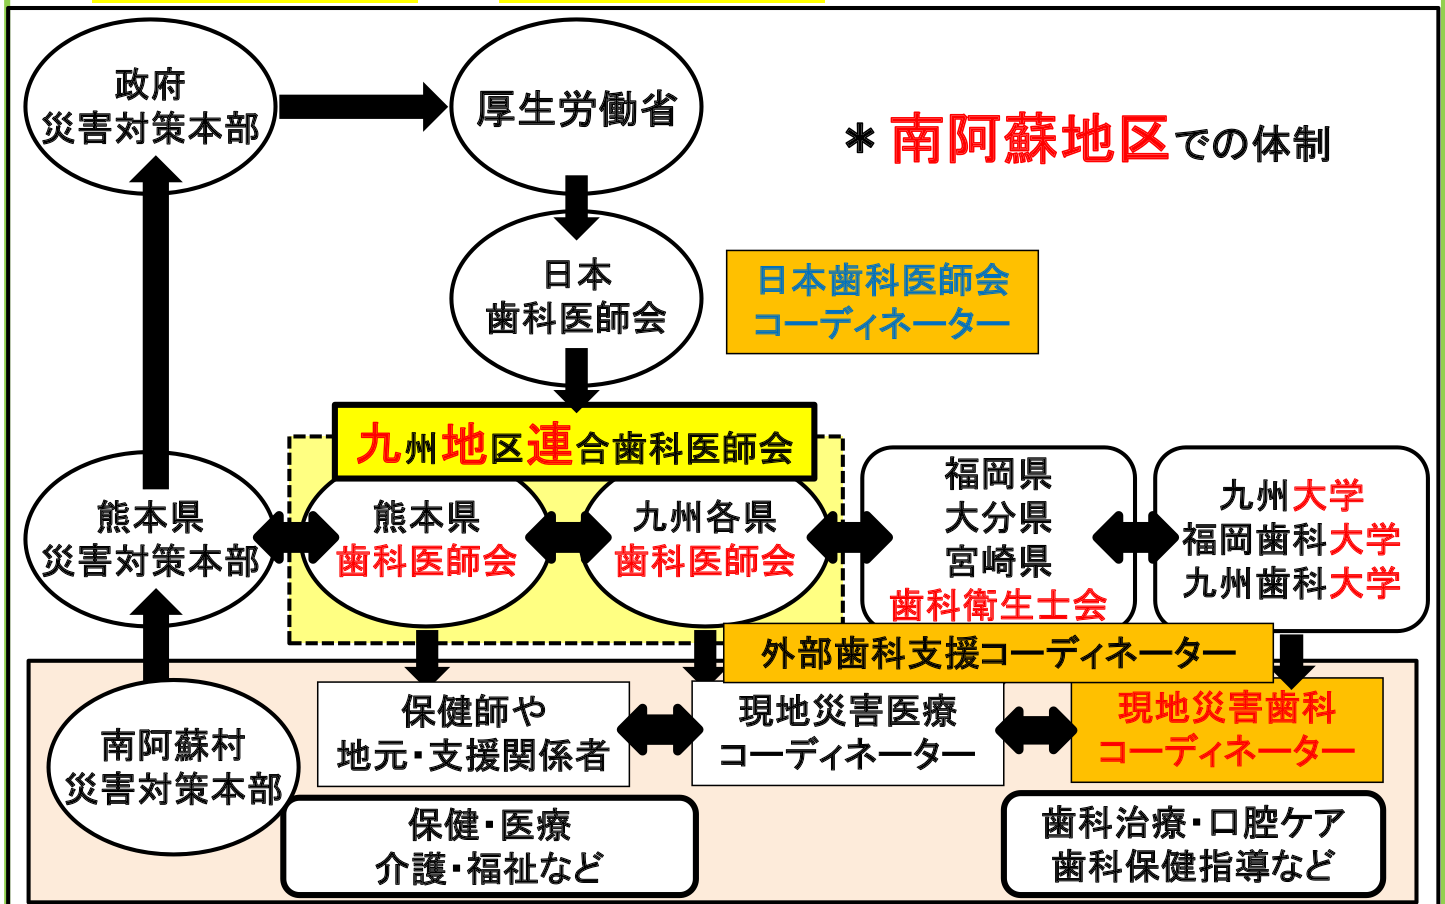 政府
災害対策本部
厚生労働省
＊南阿蘇地区での体制
日本
歯科医師会
日本歯科医師会
コーディネーター
九州地区連合歯科医師会
熊本県
災害対策本部
熊本県
歯科医師会
九州各県
歯科医師会
福岡県
大分県
宮崎県
歯科衛生士会
九州大学
福岡歯科大学
九州歯科大学
外部歯科支援コーディネーター
南阿蘇村
災害対策本部
保健師や
地元・支援関係者
現地災害医療
コーディネーター
現地災害歯科
コーディネーター
保健・医療
介護・福祉など
歯科治療・口腔ケア
歯科保健指導など